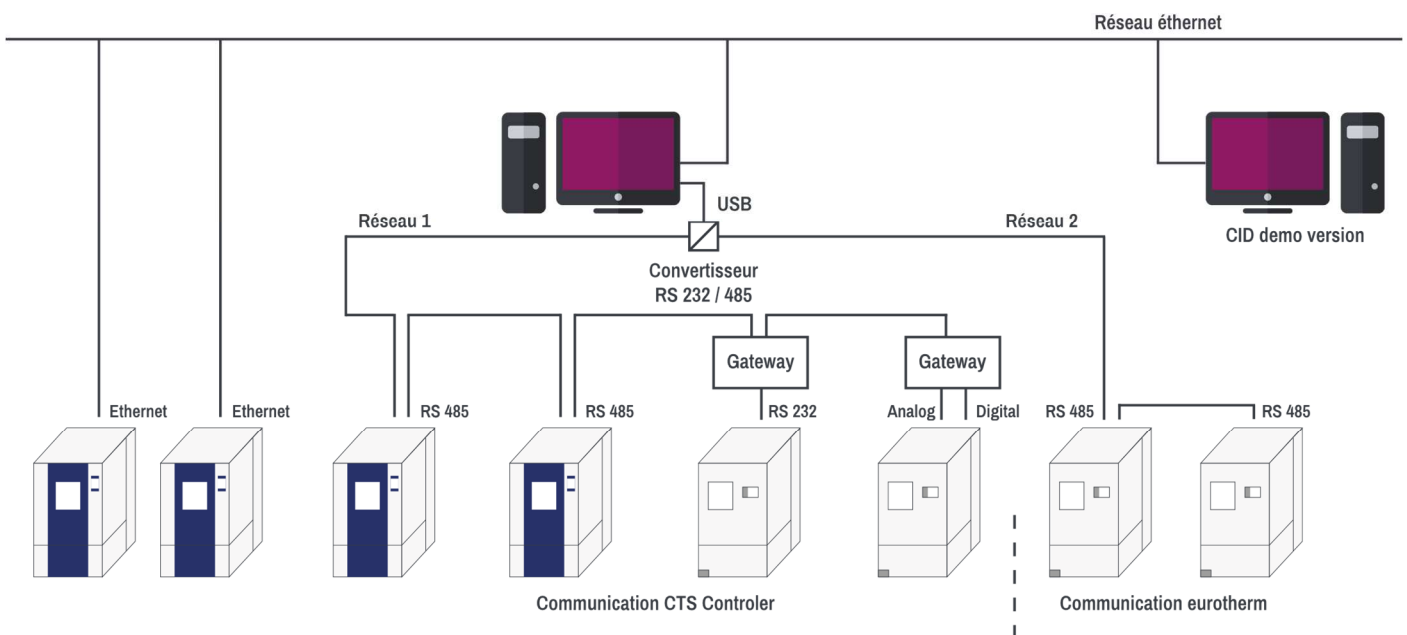 Réseau éthernet
USB
Réseau 1
Réseau 2
CID demo version
Convertisseur
RS 232 / 485
Gateway
Gateway
Ethernet
Ethernet
RS 485
RS 485
RS 232
Analog
Digital
RS 485
RS 485
Communication CTS Controler
Communication eurotherm